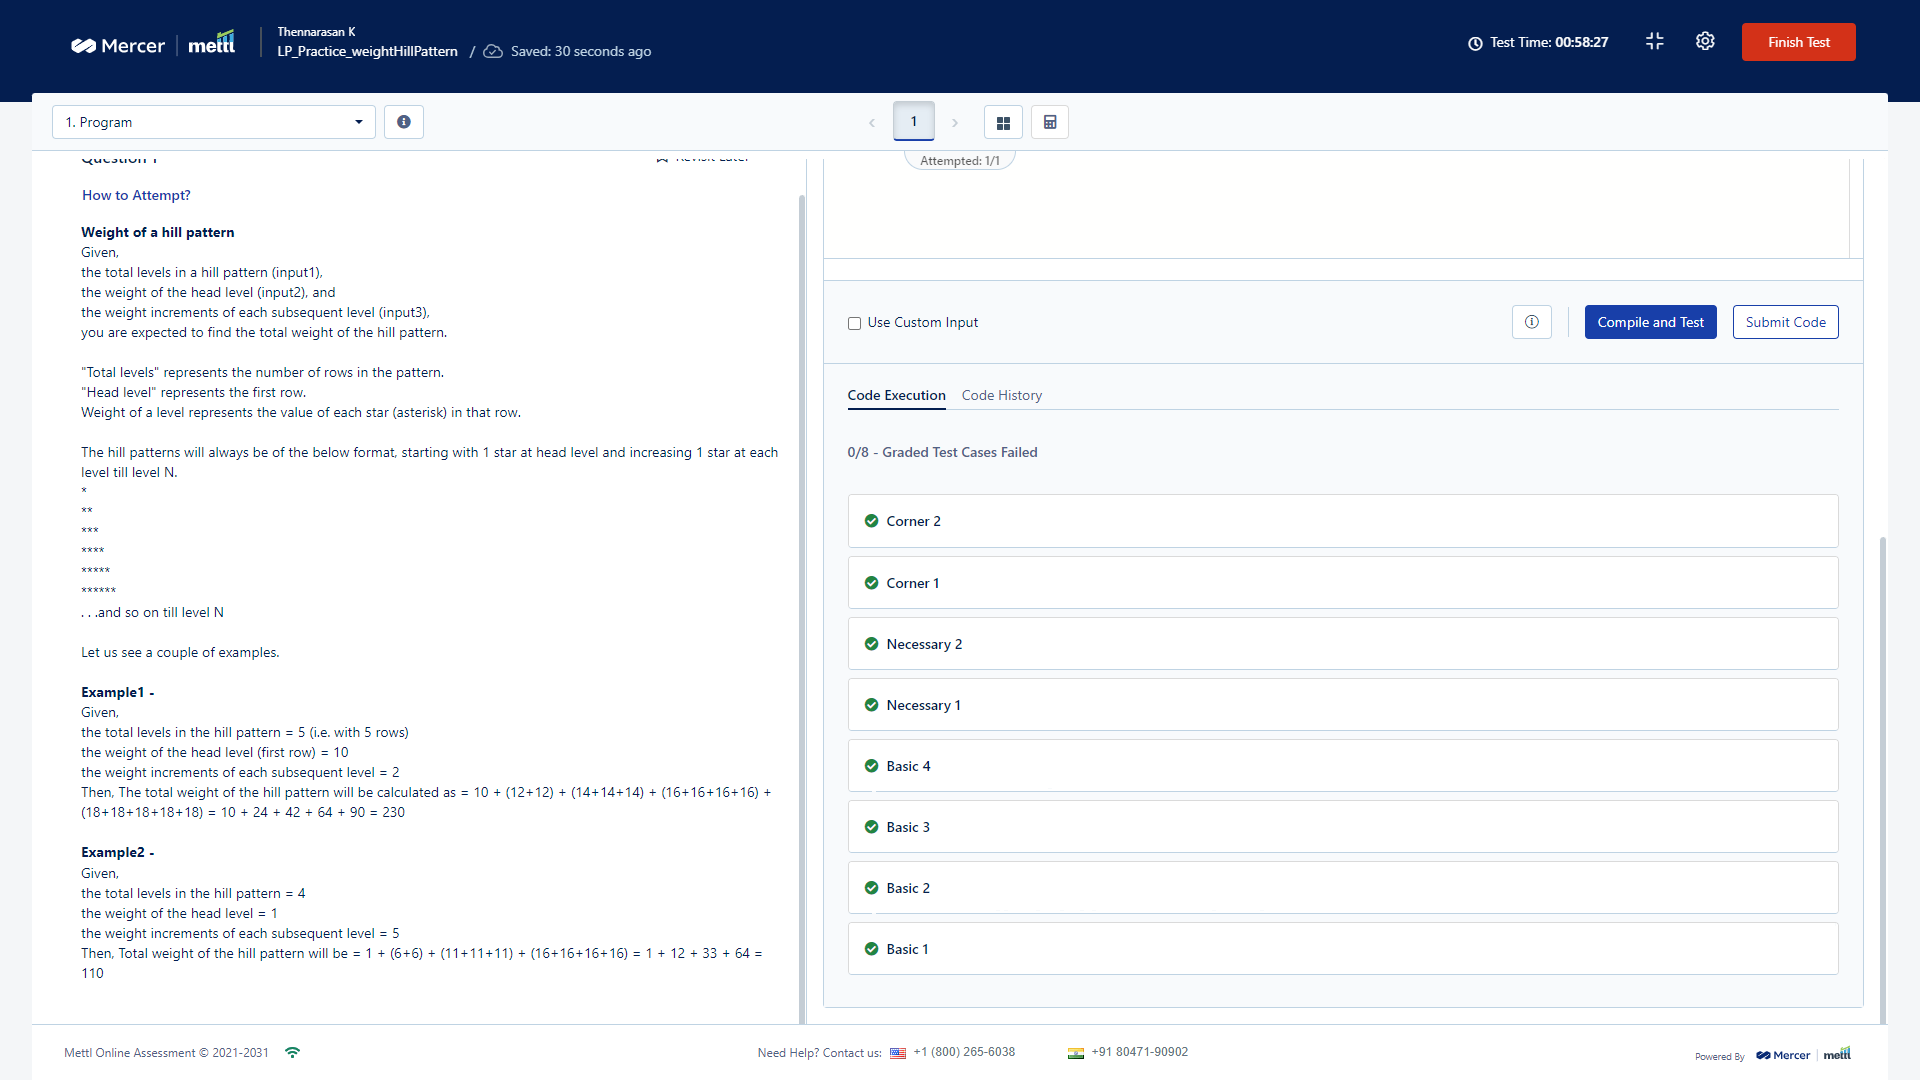 Mercer
mettl
Thennarasan K
LP_Practice_weightHillPattern / Saved: 30 seconds ago
Test Time: 00:58:27
Finish Test
1. Program
1
Question 1
Revisit Later
Attempted: 1/1
How to Attempt?
Weight of a hill pattern
Given,
the total levels in a hill pattern (input1),
the weight of the head level (input2), and
the weight increments of each subsequent level (input3),
you are expected to find the total weight of the hill pattern.
"Total levels" represents the number of rows in the pattern.
"Head level" represents the first row.
Weight of a level represents the value of each star (asterisk) in that row.
The hill patterns will always be of the below format, starting with 1 star at head level and increasing 1 star at each
level till level N.
*
**
***
****
*****
******
. . .and so on till level N
Let us see a couple of examples.
Example1 -
Given,
the total levels in the hill pattern = 5 (i.e. with 5 rows)
the weight of the head level (first row) = 10
the weight increments of each subsequent level = 2
Then, The total weight of the hill pattern will be calculated as = 10 + (12+12) + (14+14+14) + (16+16+16+16) +
(18+18+18+18+18) = 10 + 24 + 42 + 64 + 90 = 230
Example2 -
Given,
the total levels in the hill pattern = 4
the weight of the head level = 1
the weight increments of each subsequent level = 5
Then, Total weight of the hill pattern will be = 1 + (6+6) + (11+11+11) + (16+16+16+16) = 1 + 12 + 33 + 64 =
110
Use Custom Input
Compile and Test
Submit Code
Code Execution
Code History
0/8 - Graded Test Cases Failed
Corner 2
Corner 1
Necessary 2
Necessary 1
Basic 4
Basic 3
Basic 2
Basic 1
Mettl Online Assessment © 2021-2031
Need Help? Contact us:
+1 (800) 265-6038
+91 80471-90902
Powered By
Mercer
mettl